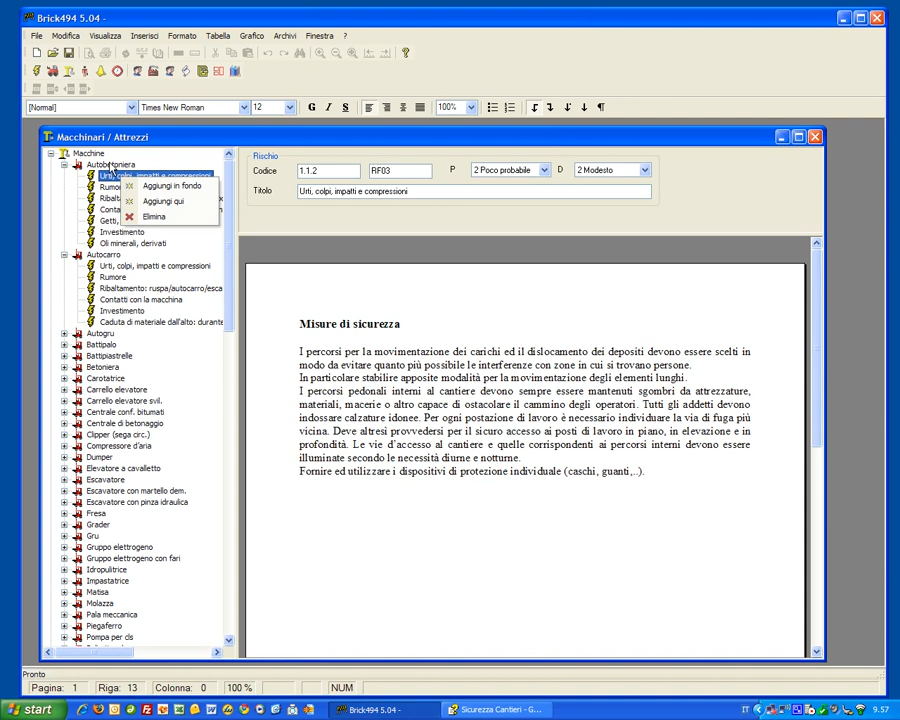 Brick494 5.04 -
File Modifica Visualizza Inserisci Formato Tabella Grafico Archivi Finestra ?
[Normal] Times New Roman 12 G I S 100%
Macchinari / Attrezzi
Macchine
Autobetoniera
Urti, colpi, impatti e compressioni
Rumor
Ribalt
Conta
Getti,
Investimento
Oli minerali, derivati
Aggiungi in fondo
Aggiungi qui
Elimina
Autocarro
Urti, colpi, impatti e compressioni
Rumore
Ribaltamento: ruspa/autocarro/esca
Contatti con la macchina
Investimento
Caduta di materiale dall'alto: durante
Autogru
Battipalo
Battipiastrelle
Betoniera
Carotatrice
Carrello elevatore
Carrello elevatore svil.
Centrale conf. bitumati
Centrale di betonaggio
Clipper (sega circ.)
Compressore d'aria
Dumper
Elevatore a cavalletto
Escavatore
Escavatore con martello dem.
Escavatore con pinza idraulica
Fresa
Grader
Gru
Gruppo elettrogeno
Gruppo elettrogeno con fari
Idropulitrice
Impastatrice
Matisa
Molazza
Pala meccanica
Piegaferro
Pompa per cls
Rischio
Codice 1.1.2 RF03 P 2 Poco probabile D 2 Modesto
Titolo Urti, colpi, impatti e compressioni
Misure di sicurezza
I percorsi per la movimentazione dei carichi ed il dislocamento dei depositi devono essere scelti in
modo da evitare quanto più possibile le interferenze con zone in cui si trovano persone.
In particolare stabilire apposite modalità per la movimentazione degli elementi lunghi.
I percorsi pedonali interni al cantiere devono sempre essere mantenuti sgombri da attrezzature,
materiali, macerie o altro capace di ostacolare il cammino degli operatori. Tutti gli addetti devono
indossare calzature idonee. Per ogni postazione di lavoro è necessario individuare la via di fuga più
vicina. Deve altresì provvedersi per il sicuro accesso ai posti di lavoro in piano, in elevazione e in
profondità. Le vie d'accesso al cantiere e quelle corrispondenti ai percorsi interni devono essere
illuminate secondo le necessità diurne e notturne.
Fornire ed utilizzare i dispositivi di protezione individuale (caschi, guanti,..).
Pronto
Pagina: 1 Riga: 13 Colonna: 0 100 % NUM
start Brick494 5.04 - Sicurezza Cantieri - G... IT 9.57